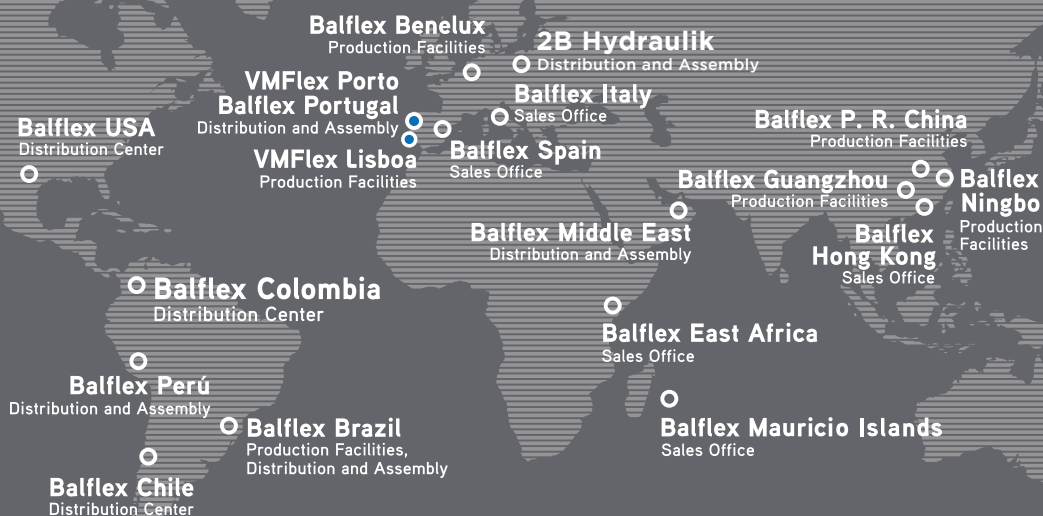 Balflex Benelux
Production Facilities
2B Hydraulik
Distribution and Assembly
VMFlex Porto
Balflex Portugal
Distribution and Assembly
Balflex Italy
Sales Office
Balflex USA
Distribution Center
VMFlex Lisboa
Production Facilities
Balflex Spain
Sales Office
Balflex P. R. China
Production Facilities
Balflex Guangzhou
Production Facilities
Balflex
Ningbo
Production
Facilities
Balflex
Hong Kong
Sales Office
Balflex Middle East
Distribution and Assembly
Balflex Colombia
Distribution Center
Balflex East Africa
Sales Office
Balflex Perú
Distribution and Assembly
Balflex Brazil
Production Facilities,
Distribution and Assembly
Balflex Mauricio Islands
Sales Office
Balflex Chile
Distribution Center